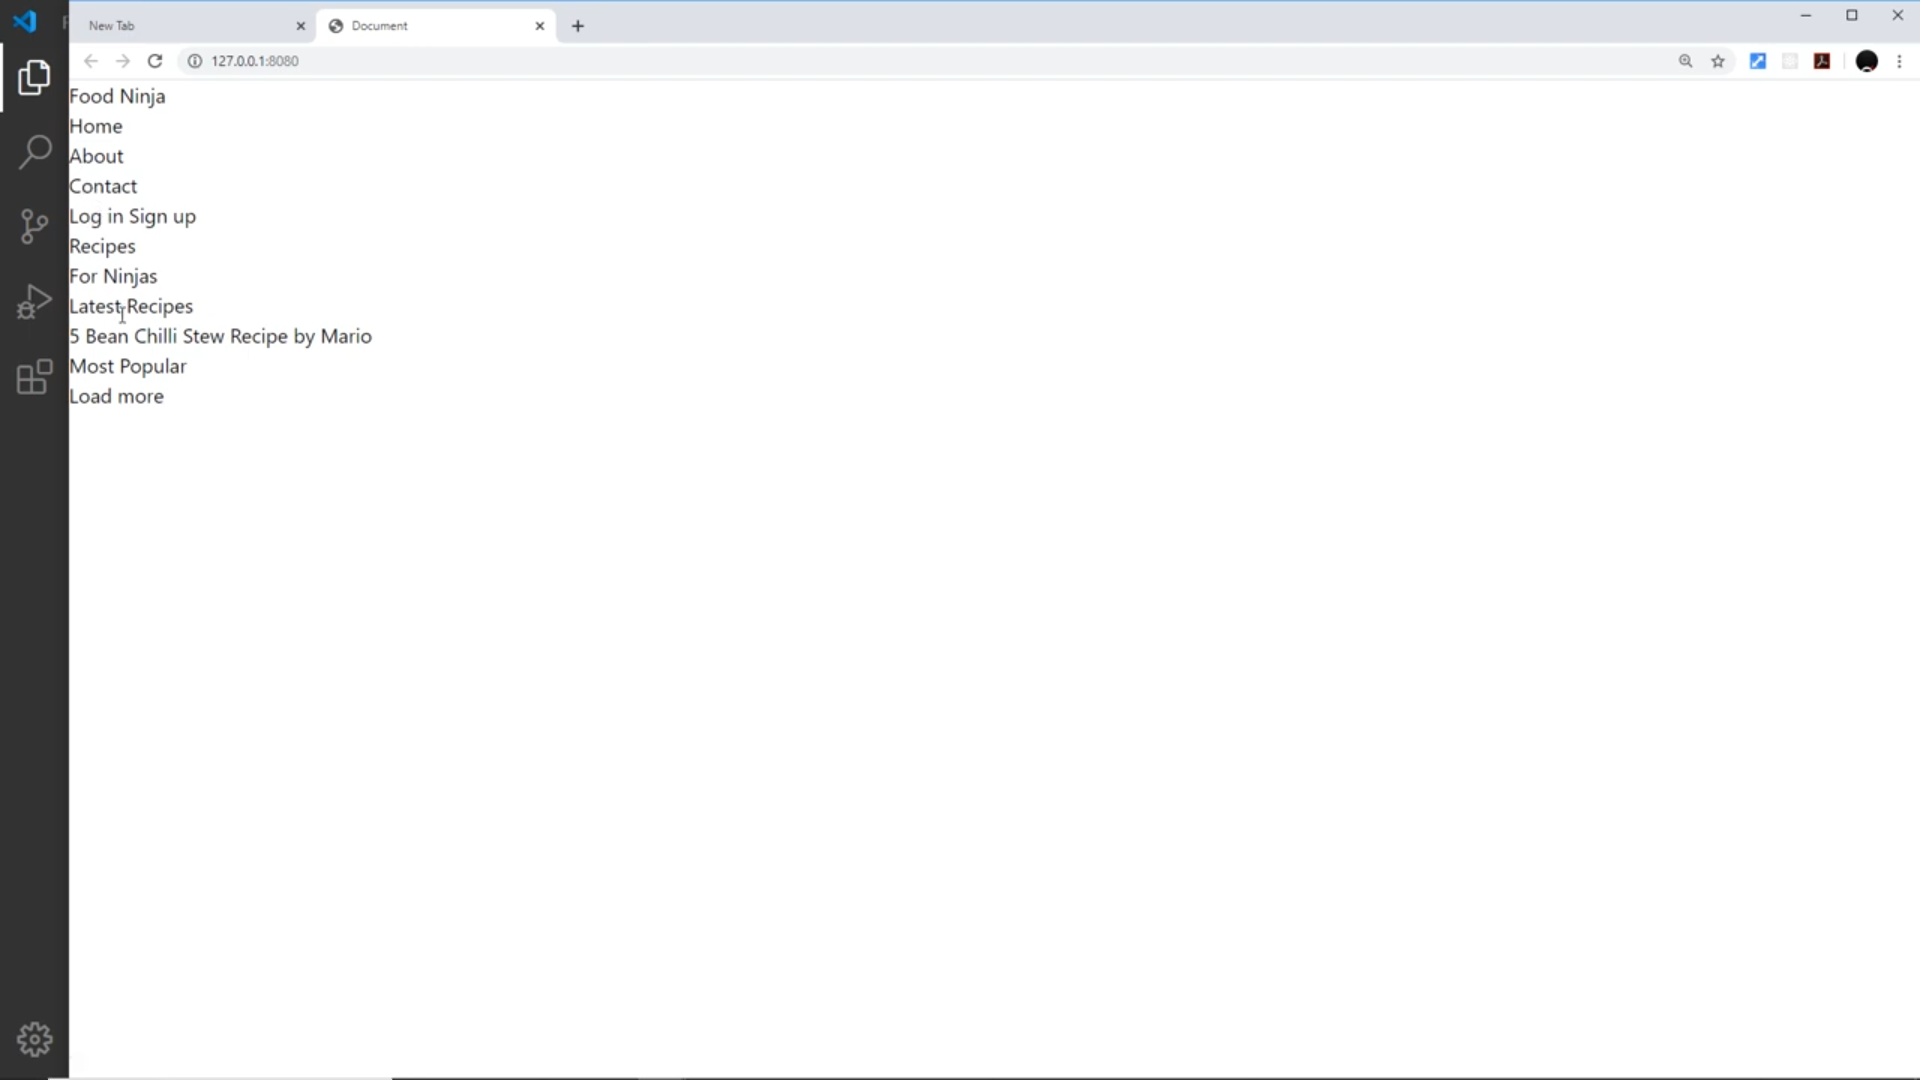 New Tab
Document
127.0.0.1:8080
Food Ninja
Home
About
Contact
Log in Sign up
Recipes
For Ninjas
Latest Recipes
5 Bean Chilli Stew Recipe by Mario
Most Popular
Load more